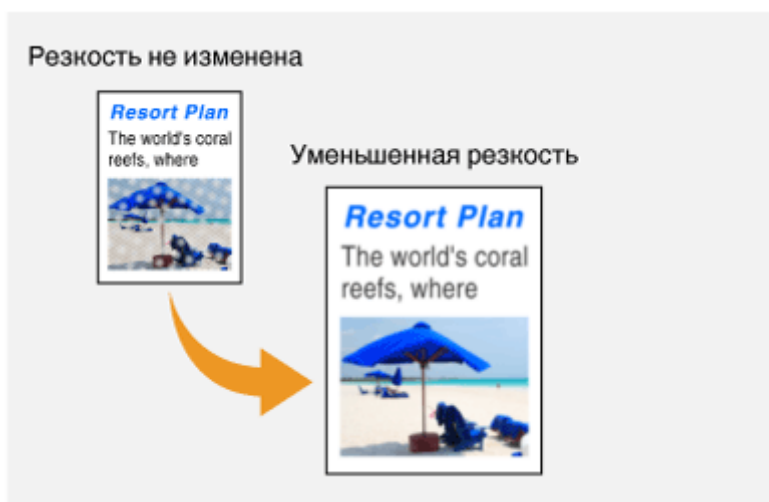 Резкость не изменена
Resort Plan
The world's coral
reefs, where
Уменьшенная резкость
Resort Plan
The world's coral
reefs, where